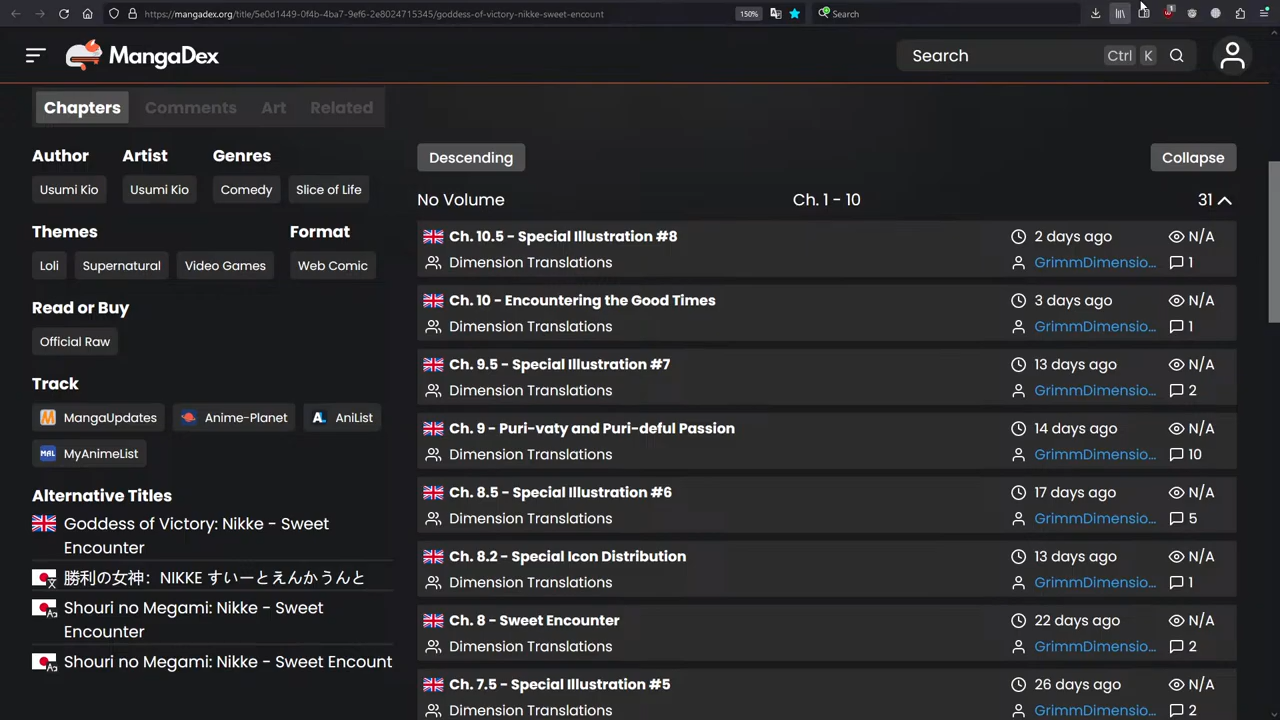 https://mangadex.org/title/5e0d1449-0f4b-4ba7-9ef6-2e8024715345/goddess-of-victory-nikke-sweet-encount
150%
Search
MangaDex
Search Ctrl K
Chapters Comments Art Related
Author Artist Genres
Usumi Kio Usumi Kio Comedy Slice of Life
Themes Format
Loli Supernatural Video Games Web Comic
Read or Buy
Official Raw
Track
MangaUpdates Anime-Planet AniList
MAL MyAnimeList
Alternative Titles
Goddess of Victory: Nikke - Sweet
Encounter
勝利の女神：NIKKE すいーとえんかうんと
Shouri no Megami: Nikke - Sweet
Encounter
Shouri no Megami: Nikke - Sweet Encount
Descending Collapse
No Volume Ch. 1 - 10 31
Ch. 10.5 - Special Illustration #8 2 days ago N/A
Dimension Translations GrimmDimensio... 1
Ch. 10 - Encountering the Good Times 3 days ago N/A
Dimension Translations GrimmDimensio... 1
Ch. 9.5 - Special Illustration #7 13 days ago N/A
Dimension Translations GrimmDimensio... 2
Ch. 9 - Puri-vaty and Puri-deful Passion 14 days ago N/A
Dimension Translations GrimmDimensio... 10
Ch. 8.5 - Special Illustration #6 17 days ago N/A
Dimension Translations GrimmDimensio... 5
Ch. 8.2 - Special Icon Distribution 13 days ago N/A
Dimension Translations GrimmDimensio... 1
Ch. 8 - Sweet Encounter 22 days ago N/A
Dimension Translations GrimmDimensio... 2
Ch. 7.5 - Special Illustration #5 26 days ago N/A
Dimension Translations GrimmDimensio... 2